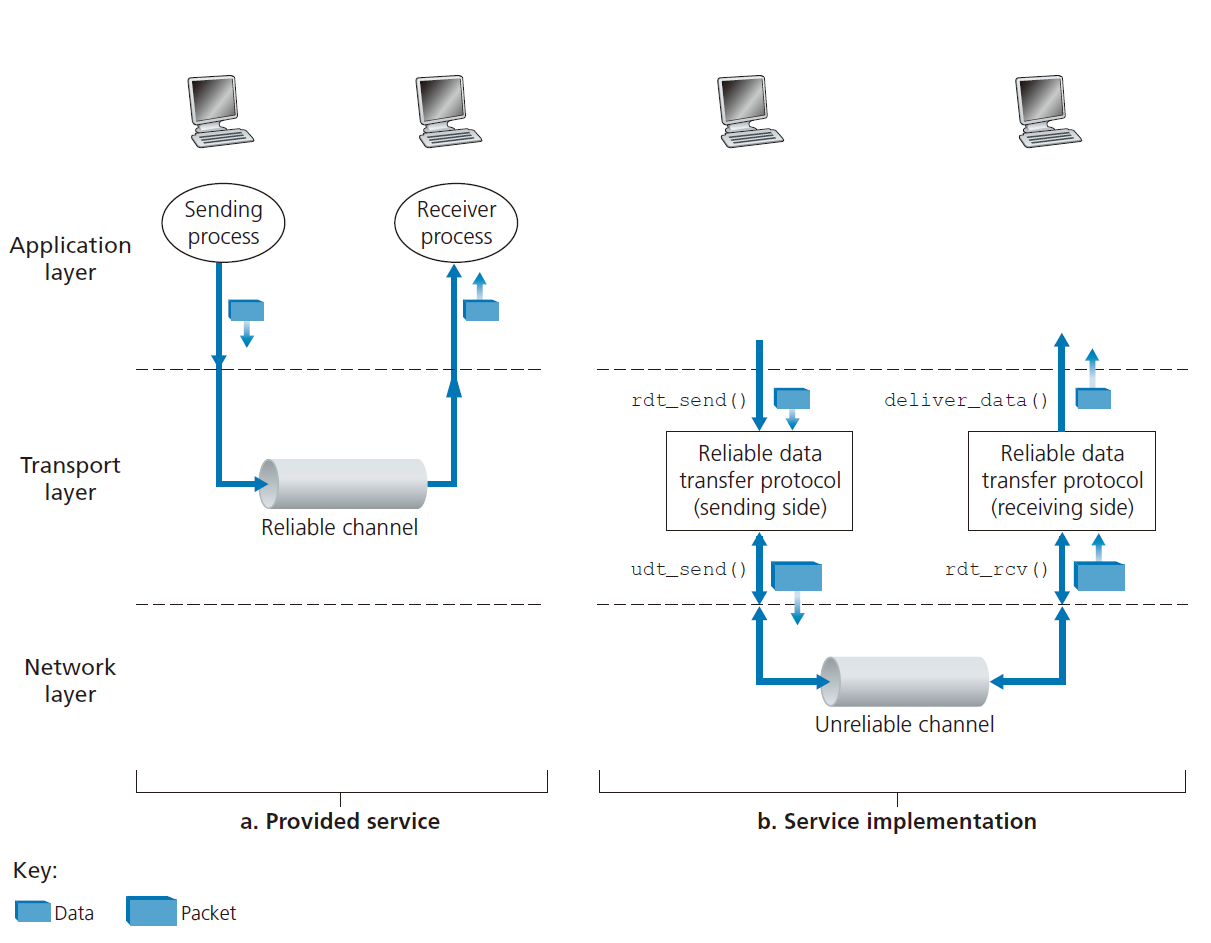 Sending
process
Receiver
process
Application
layer
rdt_send()
deliver_data()
Transport
layer
Reliable channel
Reliable data
transfer protocol
(sending side)
Reliable data
transfer protocol
(receiving side)
udt_send()
rdt_rcv()
Network
layer
Unreliable channel
a. Provided service
b. Service implementation
Key:
Data
Packet